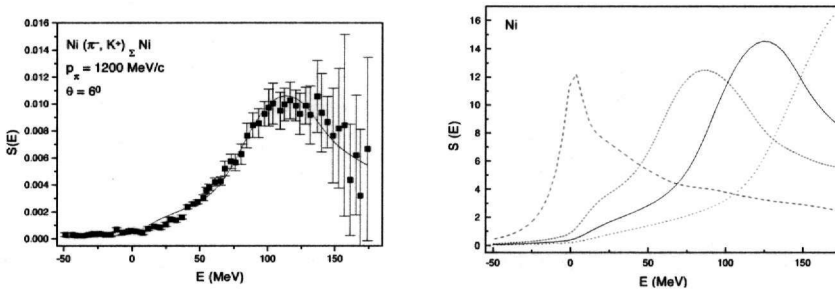 0.016
0.014
0.012
0.010
0.008
0.006
0.004
0.002
0.000
S(E)
Ni (π⁻, K⁺) Σ Ni
pπ = 1200 MeV/c
θ = 6⁰
-50 0 50 100 150
E (MeV)
16
14
12
10
8
6
4
2
0
S (E)
Ni
-50 0 50 100 150
E (MeV)